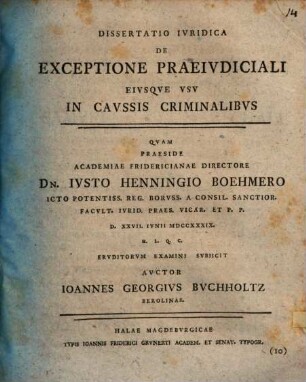 14
DISSERTATIO IVRIDICA
DE
EXCEPTIONE PRAEIVDICIALI
EIVSQVE VSV
IN CAVSSIS CRIMINALIBVS
QVAM
PRAESIDE
ACADEMIAE FRIDERICIANAE DIRECTORE
DN. IVSTO HENNINGIO BOEHMERO
ICTO POTENTISS. REG. BORVSS. A CONSIL. SANCTIOR.
FACVLT. IVRID. PRAES. VICAR. ET P. P.
D. XXVII. IVNII MDCCXXXIX.
H. L. Q. C.
ERVDITORVM EXAMINI SVBIICIT
AVCTOR
IOANNES GEORGIVS BVCHHOLTZ
BEROLINAS.
HALAE MAGDEBVRGICAE
TYPIS IOANNIS FRIDERICI GRVNERTI ACADEM. ET SENAT. TYPOGR.
(10)